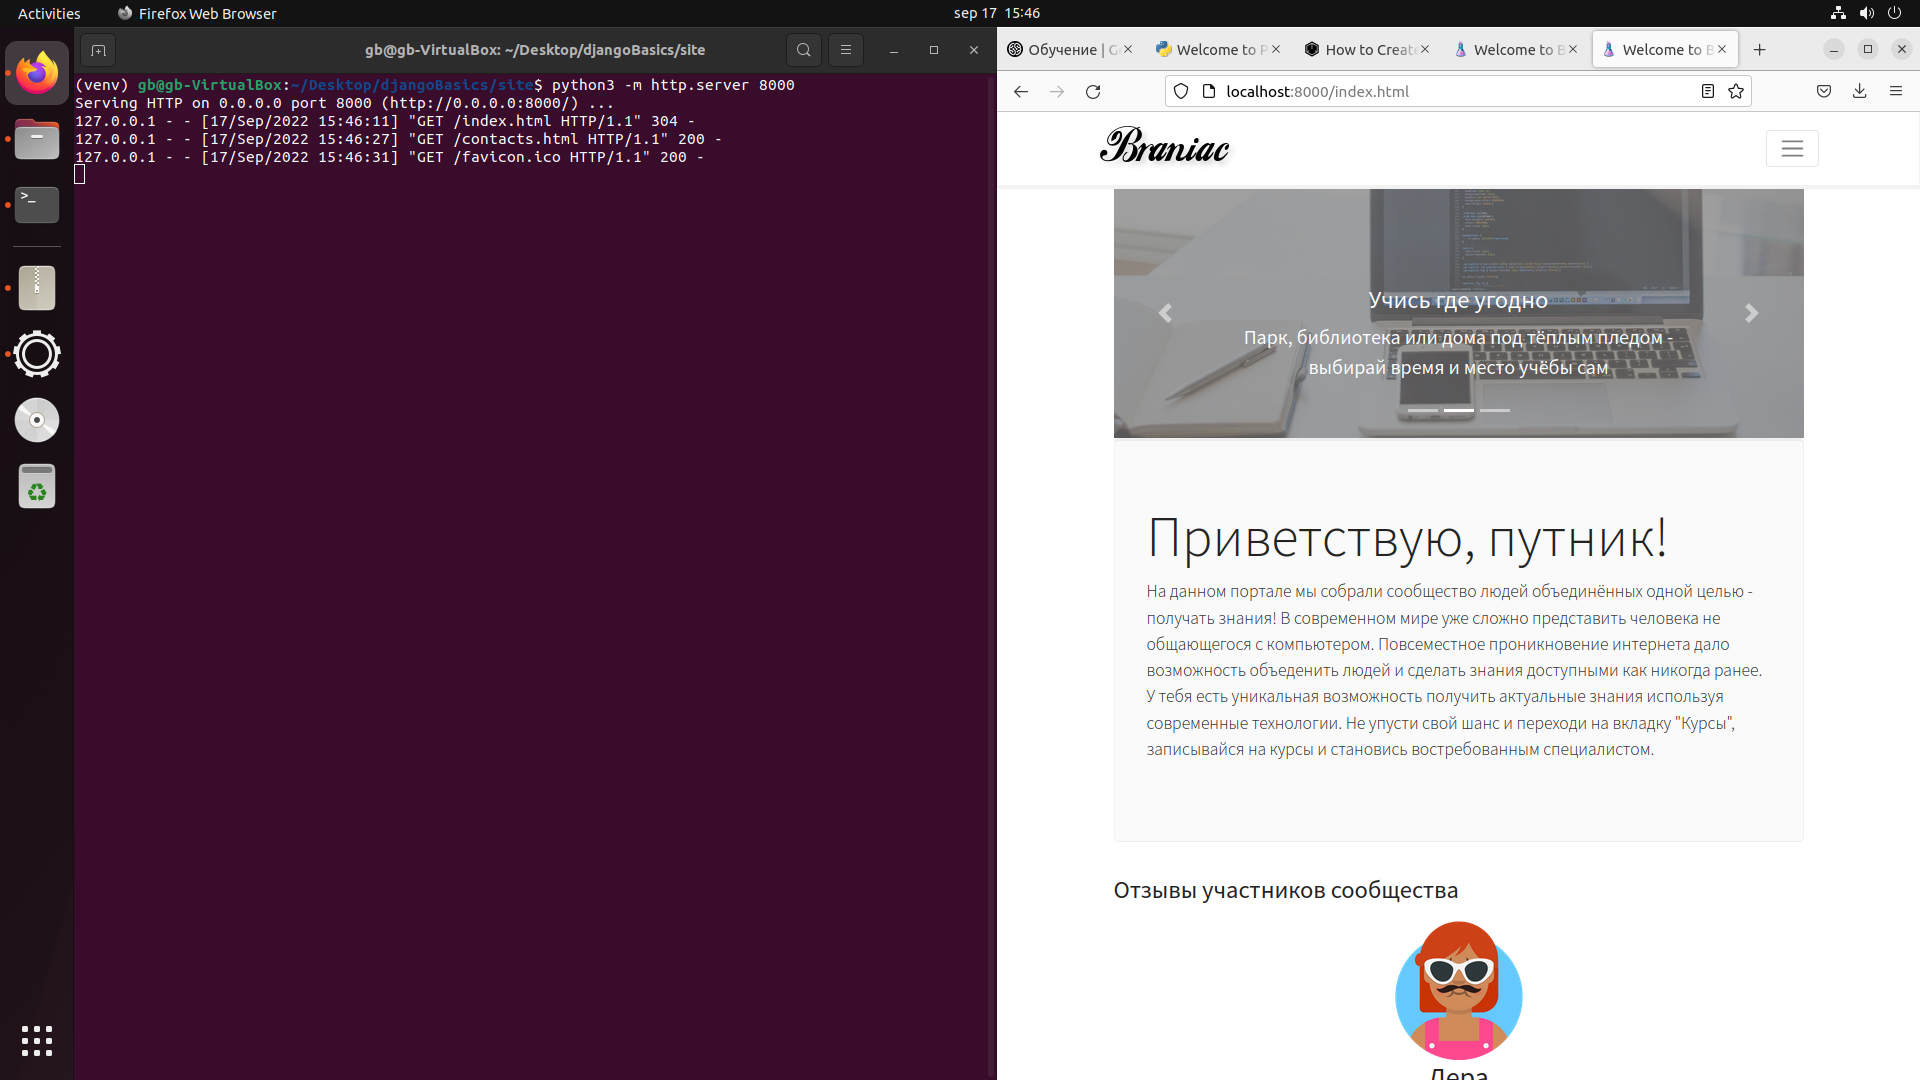 Activities
Firefox Web Browser
sep 17 15:46
gb@gb-VirtualBox: ~/Desktop/djangoBasics/site
(venv) gb@gb-VirtualBox:~/Desktop/djangoBasics/site$ python3 -m http.server 8000
Serving HTTP on 0.0.0.0 port 8000 (http://0.0.0.0:8000/) ...
127.0.0.1 - - [17/Sep/2022 15:46:11] "GET /index.html HTTP/1.1" 304 -
127.0.0.1 - - [17/Sep/2022 15:46:27] "GET /contacts.html HTTP/1.1" 200 -
127.0.0.1 - - [17/Sep/2022 15:46:31] "GET /favicon.ico HTTP/1.1" 200 -
Обучение | G
Welcome to P
How to Create
Welcome to B
Welcome to B
localhost:8000/index.html
Braniac
Учись где угодно
Парк, библиотека или дома под тёплым пледом -
выбирай время и место учёбы сам
Приветствую, путник!
На данном портале мы собрали сообщество людей объединённых одной целью -
получать знания! В современном мире уже сложно представить человека не
общающегося с компьютером. Повсеместное проникновение интернета дало
возможность объеденить людей и сделать знания доступными как никогда ранее.
У тебя есть уникальная возможность получить актуальные знания используя
современные технологии. Не упусти свой шанс и переходи на вкладку "Курсы",
записывайся на курсы и становись востребованным специалистом.
Отзывы участников сообщества
Лера